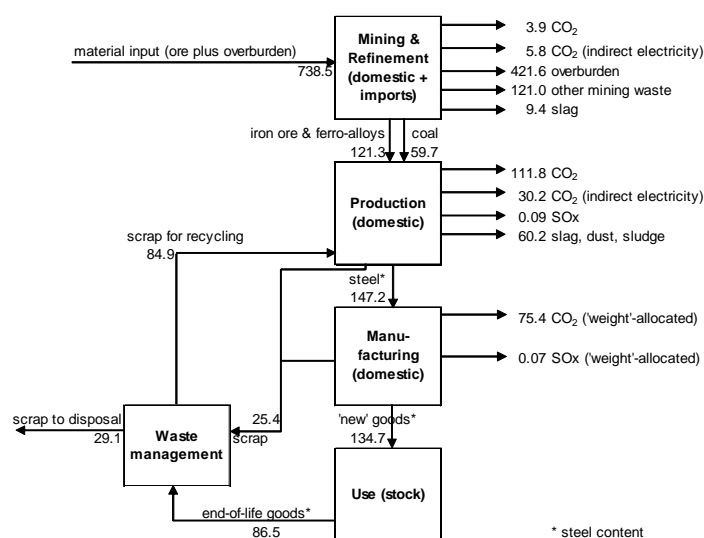 material input (ore plus overburden)
738.5
Mining &
Refinement
(domestic +
imports)
3.9 CO₂
5.8 CO₂ (indirect electricity)
421.6 overburden
121.0 other mining waste
9.4 slag
iron ore & ferro-alloys
121.3
coal
59.7
Production
(domestic)
111.8 CO₂
30.2 CO₂ (indirect electricity)
0.09 SOx
60.2 slag, dust, sludge
scrap for recycling
84.9
steel*
147.2
Manu-
facturing
(domestic)
75.4 CO₂ ('weight'-allocated)
0.07 SOx ('weight'-allocated)
scrap to disposal
29.1
Waste
management
25.4
scrap
'new' goods*
134.7
Use (stock)
end-of-life goods*
86.5
* steel content